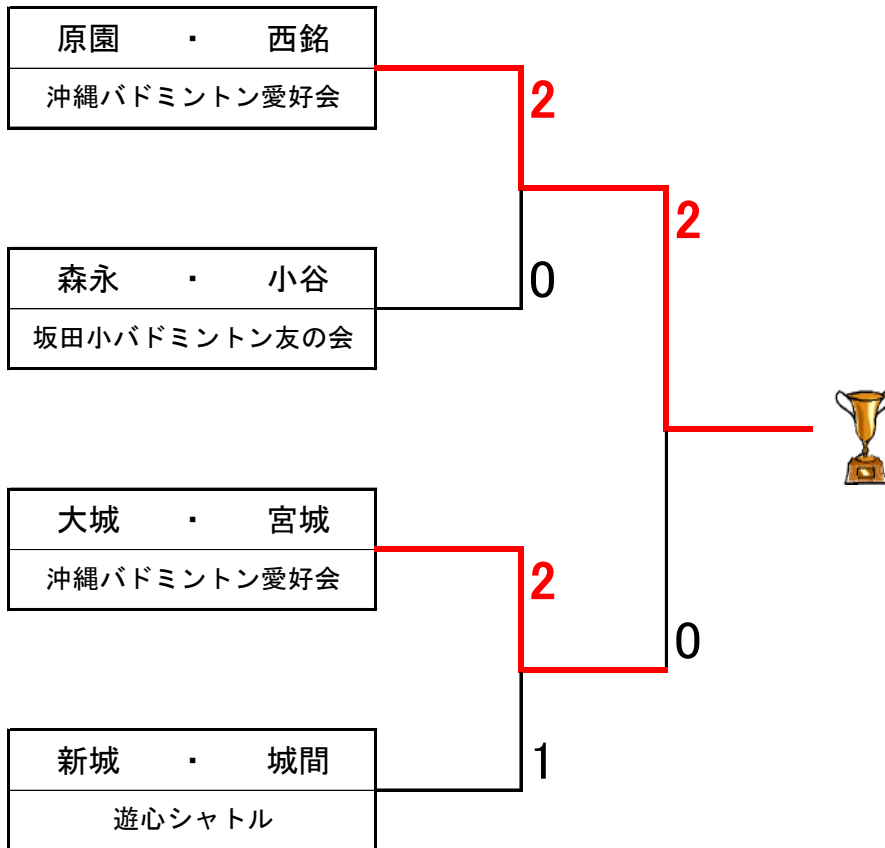 原園 ・ 西銘
沖縄バドミントン愛好会
2
2
森永 ・ 小谷
0
坂田小バドミントン友の会
大城 ・ 宮城
沖縄バドミントン愛好会
2
0
新城 ・ 城間
1
遊心シャトル